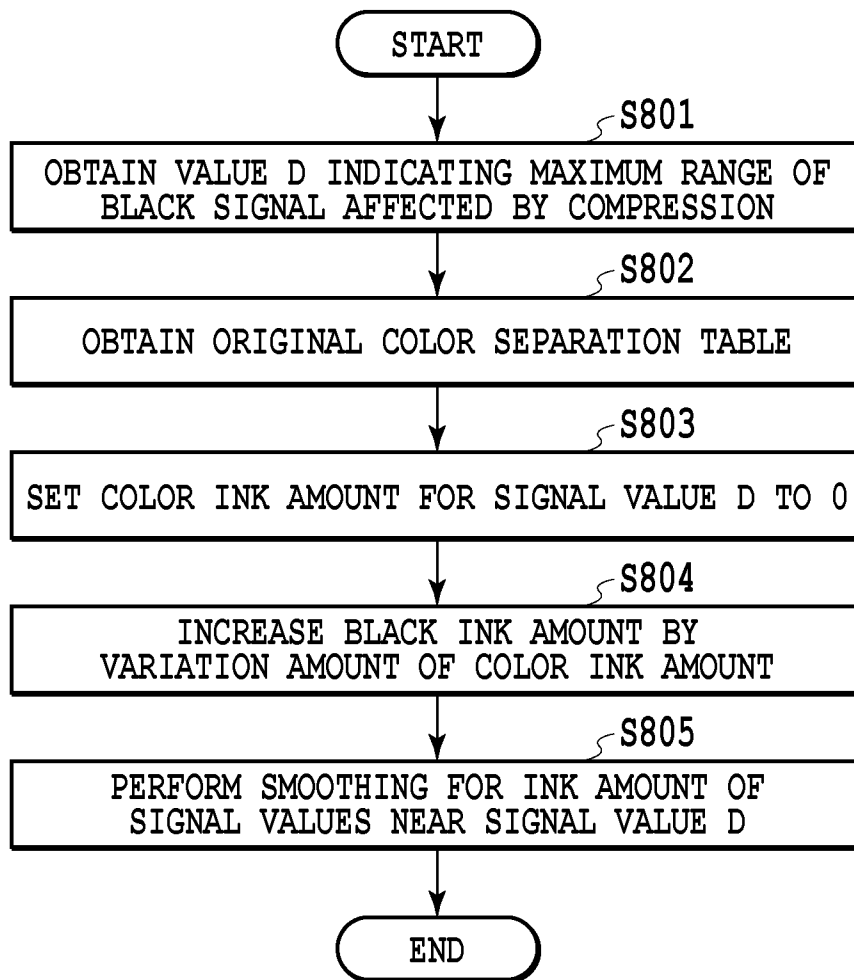 START
S801
OBTAIN VALUE D INDICATING MAXIMUM RANGE OF
BLACK SIGNAL AFFECTED BY COMPRESSION
S802
OBTAIN ORIGINAL COLOR SEPARATION TABLE
S803
SET COLOR INK AMOUNT FOR SIGNAL VALUE D TO 0
S804
INCREASE BLACK INK AMOUNT BY
VARIATION AMOUNT OF COLOR INK AMOUNT
S805
PERFORM SMOOTHING FOR INK AMOUNT OF
SIGNAL VALUES NEAR SIGNAL VALUE D
END